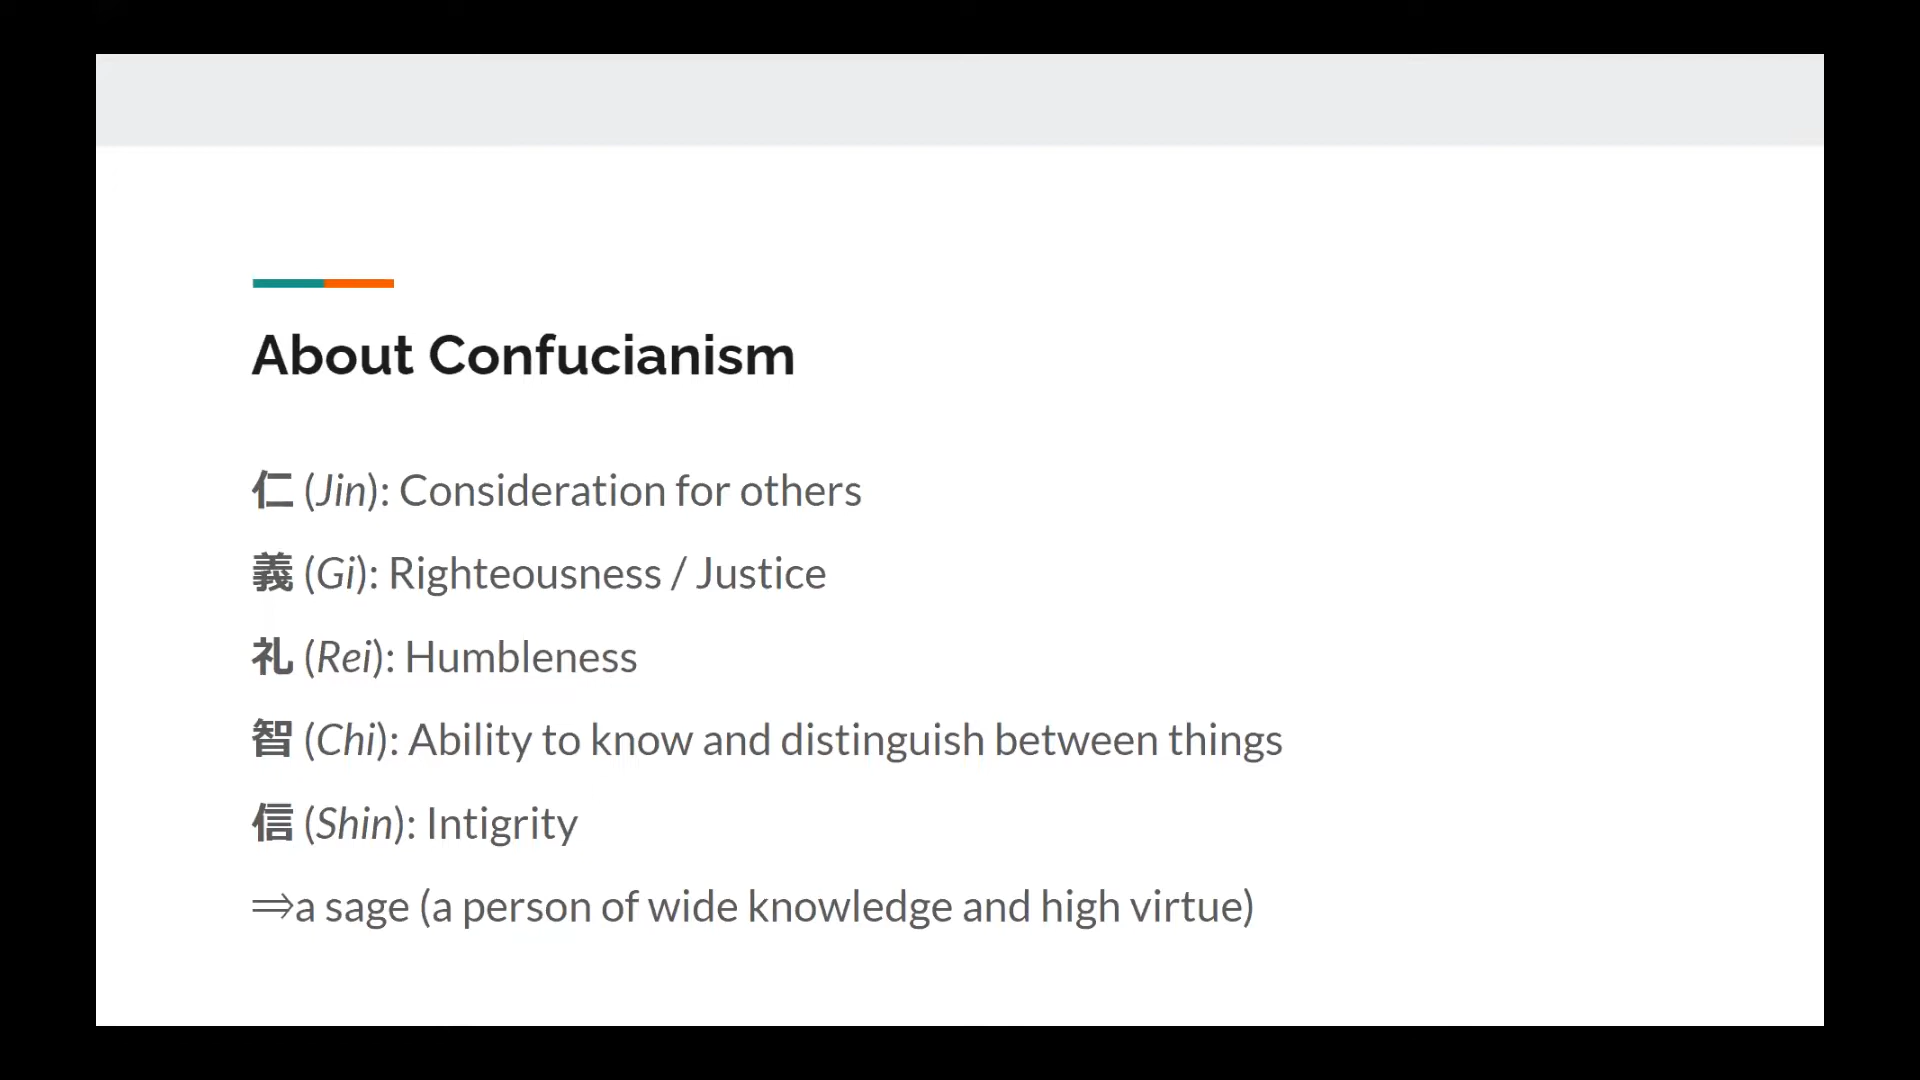 About Confucianism
仁 (Jin): Consideration for others
義 (Gi): Righteousness / Justice
礼 (Rei): Humbleness
智 (Chi): Ability to know and distinguish between things
信 (Shin): Intigrity
⇒a sage (a person of wide knowledge and high virtue)